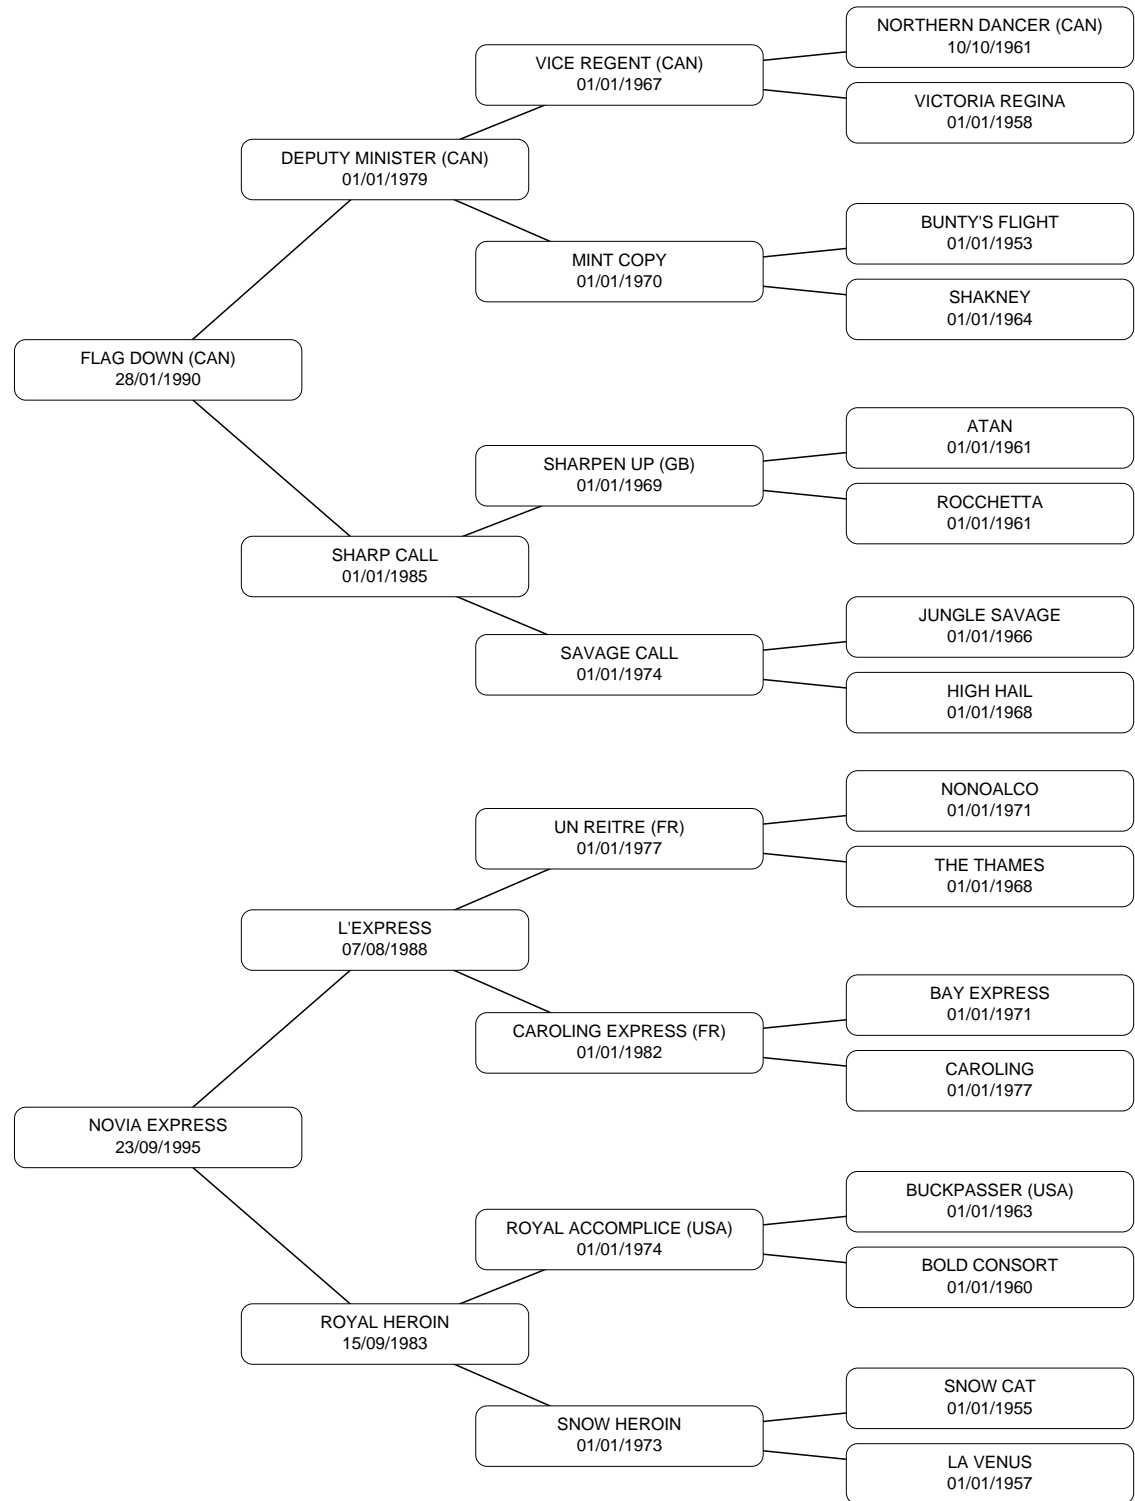 NORTHERN DANCER (CAN)
10/10/1961
VICE REGENT (CAN)
01/01/1967
VICTORIA REGINA
01/01/1958
DEPUTY MINISTER (CAN)
01/01/1979
BUNTY'S FLIGHT
01/01/1953
MINT COPY
01/01/1970
SHAKNEY
01/01/1964
FLAG DOWN (CAN)
28/01/1990
ATAN
01/01/1961
SHARPEN UP (GB)
01/01/1969
ROCCHETTA
01/01/1961
SHARP CALL
01/01/1985
JUNGLE SAVAGE
01/01/1966
SAVAGE CALL
01/01/1974
HIGH HAIL
01/01/1968
NONOALCO
01/01/1971
UN REITRE (FR)
01/01/1977
THE THAMES
01/01/1968
L'EXPRESS
07/08/1988
BAY EXPRESS
01/01/1971
CAROLING EXPRESS (FR)
01/01/1982
CAROLING
01/01/1977
NOVIA EXPRESS
23/09/1995
BUCKPASSER (USA)
01/01/1963
ROYAL ACCOMPLICE (USA)
01/01/1974
BOLD CONSORT
01/01/1960
ROYAL HEROIN
15/09/1983
SNOW CAT
01/01/1955
SNOW HEROIN
01/01/1973
LA VENUS
01/01/1957